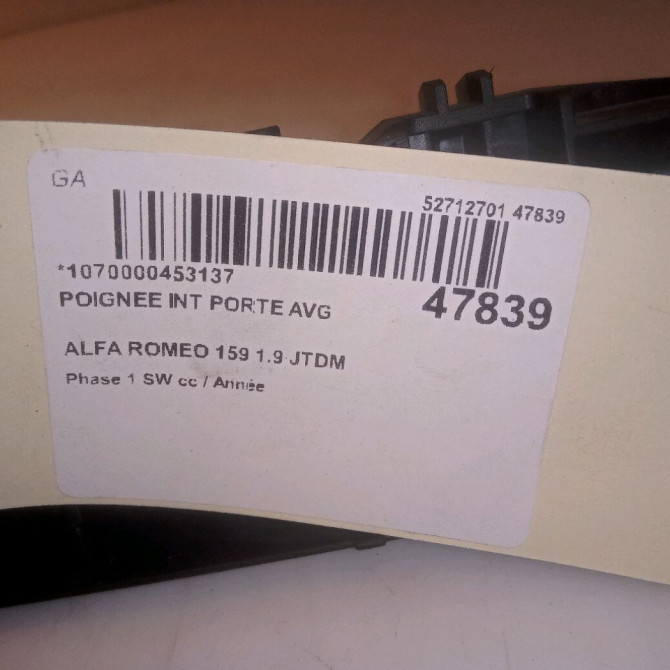 GA
52712701 47839
*1070000453137
47839
POIGNEE INT PORTE AVG
ALFA ROMEO 159 1.9 JTDM
Phase 1 SW cc / Année